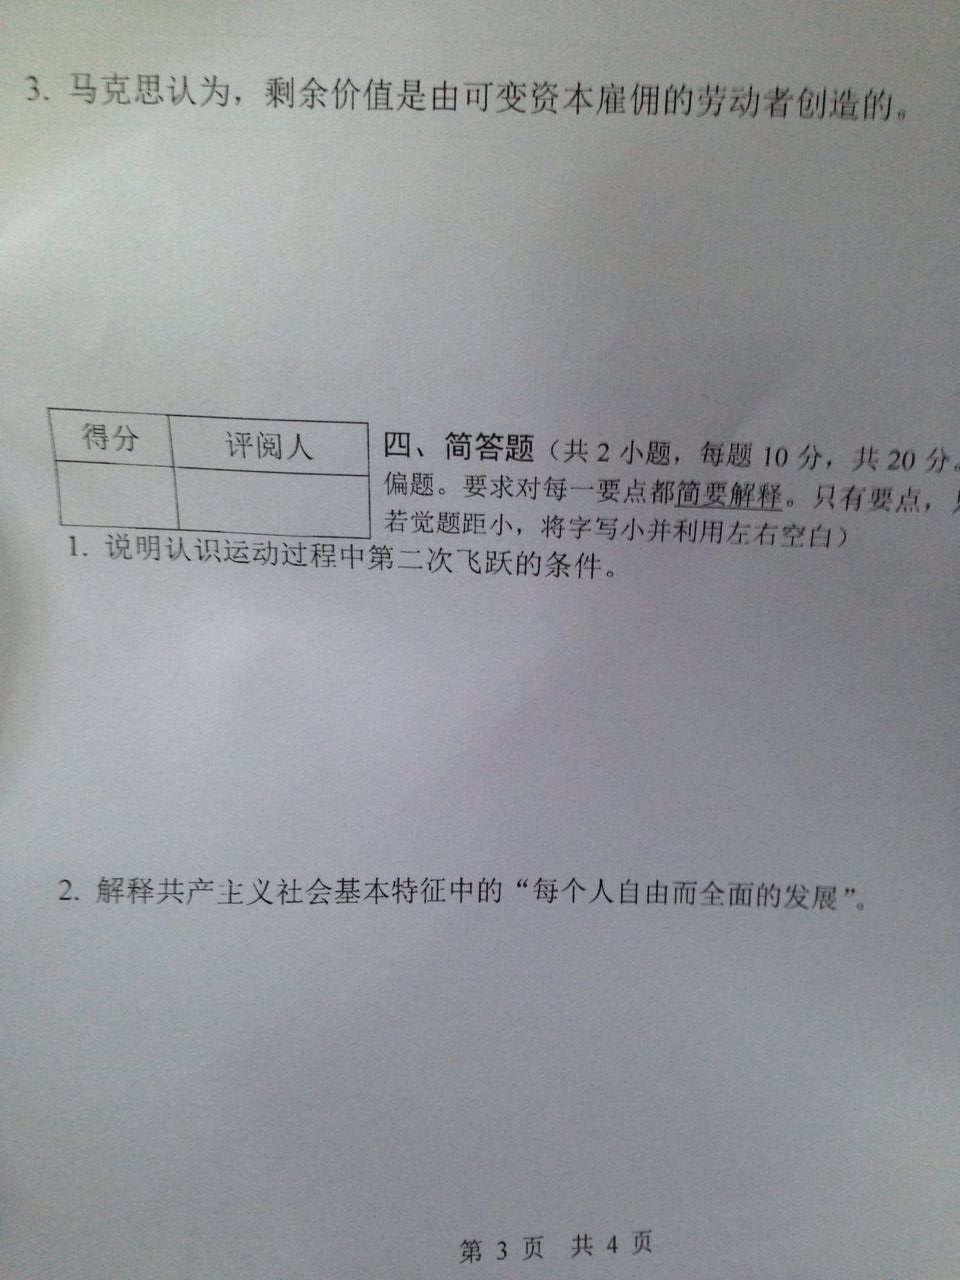 3. 马克思认为，剩余价值是由可变资本雇佣的劳动者创造的。
得分 评阅人
四、简答题（共 2 小题，每题 10 分，共 20 分。
偏题。要求对每一要点都简要解释。只有要点，
若觉题距小，将字写小并利用左右空白）
1. 说明认识运动过程中第二次飞跃的条件。
2. 解释共产主义社会基本特征中的“每个人自由而全面的发展”。
第 3 页 共 4 页